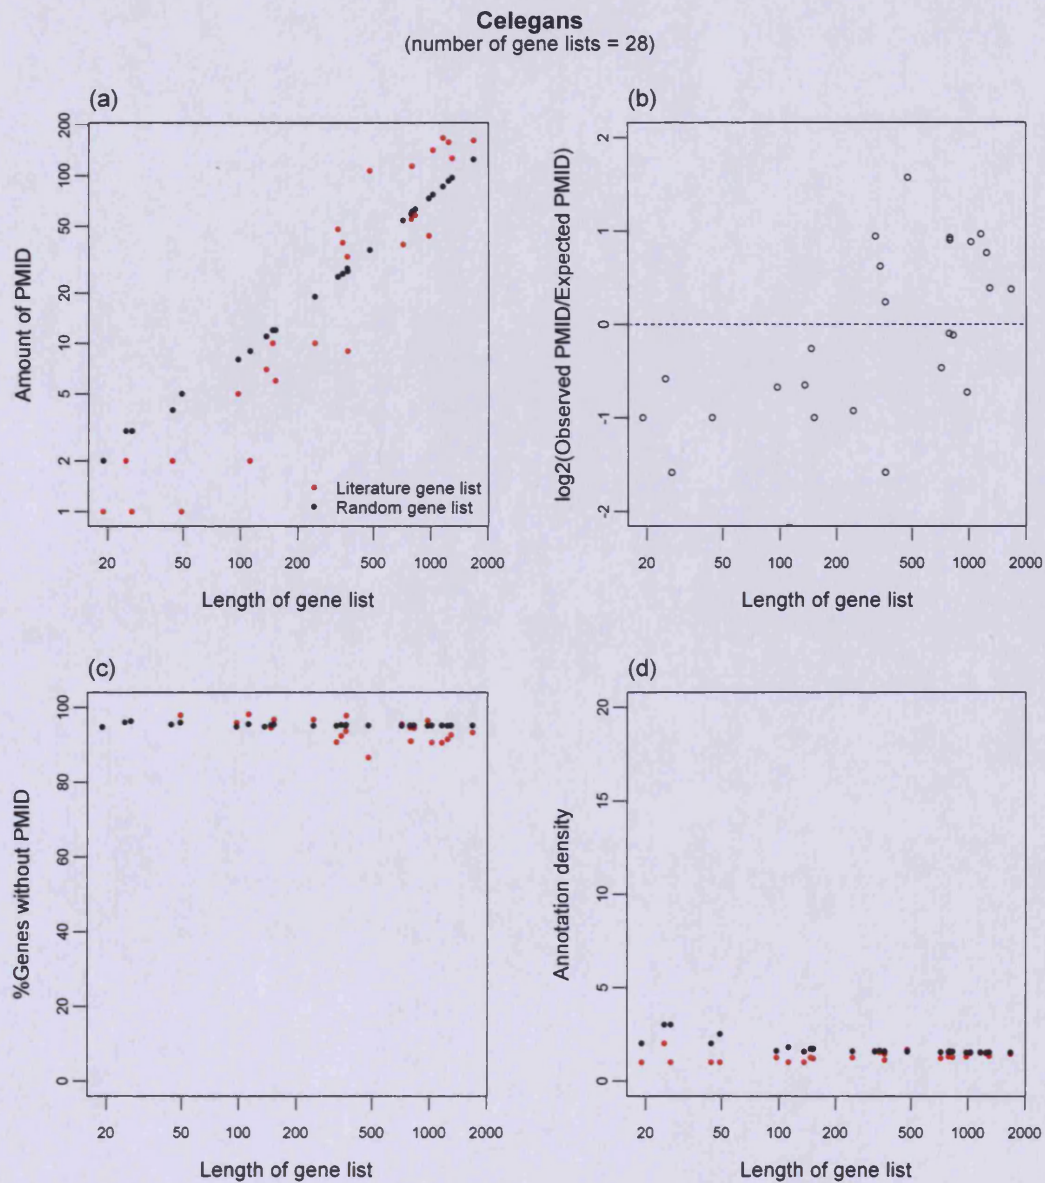 Celegans
(number of gene lists = 28)
(a)
Amount of PMID
200
100
50
20
10
5
2
1
Literature gene list
Random gene list
20 50 100 200 500 1000 2000
Length of gene list
(b)
log2(Observed PMID/Expected PMID)
2
1
0
-1
-2
20 50 100 200 500 1000 2000
Length of gene list
(c)
%Genes without PMID
100
80
60
40
20
0
20 50 100 200 500 1000 2000
Length of gene list
(d)
Annotation density
20
15
10
5
0
20 50 100 200 500 1000 2000
Length of gene list